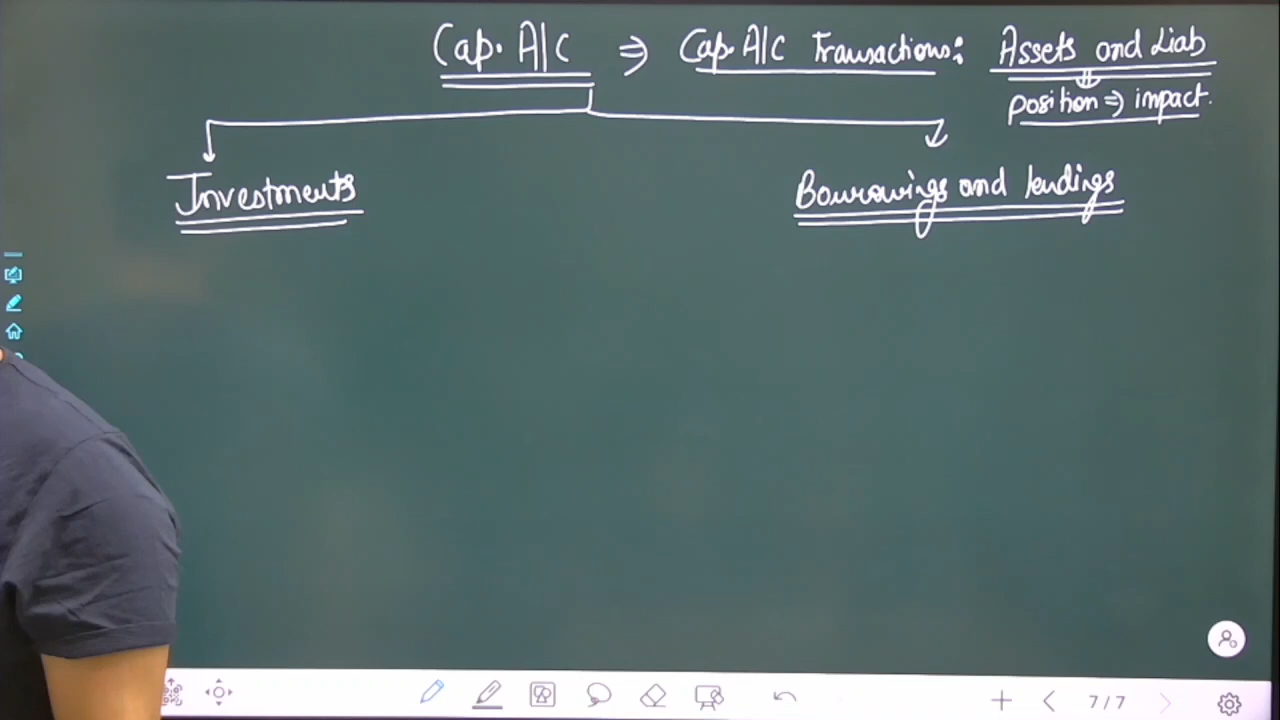 Cap. A/C ⇒ Cap. A/C Transactions: Assets and Liab
position ⇒ impact.
Investments
Borrowings and lendings
7/7